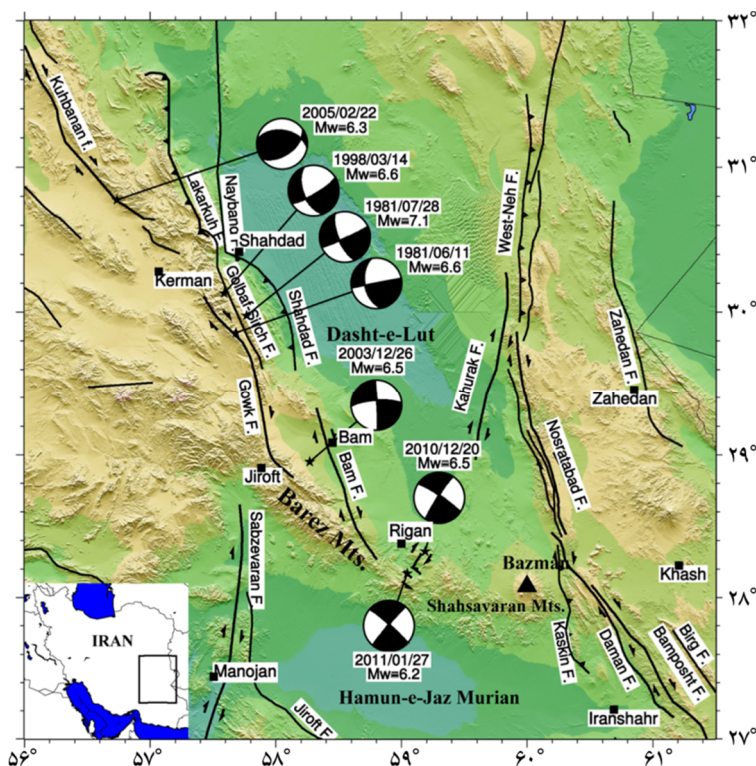 ۳۲°
Kuhbanan f.
2005/02/22
Mw=6.3
۳۱°
1998/03/14
Mw=6.6
Lakarkuh F.
Naybano F.
1981/07/28
Mw=7.1
West-Neh F.
Shahdad
1981/06/11
Mw=6.6
Kerman
Golbaf-Sirch F.
Shahdad F.
۳۰°
Dasht-e-Lut
Zahedan F.
2003/12/26
Mw=6.5
Kahurak F.
Zahedan
Gowk F.
Bam
Nosratabad F.
2010/12/20
Mw=6.5
۲۹°
Jiroft
Bam F.
Barez Mts.
Sabzevaran F
Rigan
Bazman
Khash
۲۸°
Shahsavaran Mts.
IRAN
Kaskin F.
Daman F.
Birg F.
Bamposht F.
2011/01/27
Mw=6.2
Manojan
Hamun-e-Jaz Murian
Jiroft F
Iranshahr
۲۷°
۵۶° ۵۷° ۵۸° ۵۹° ۶۰° ۶۱°